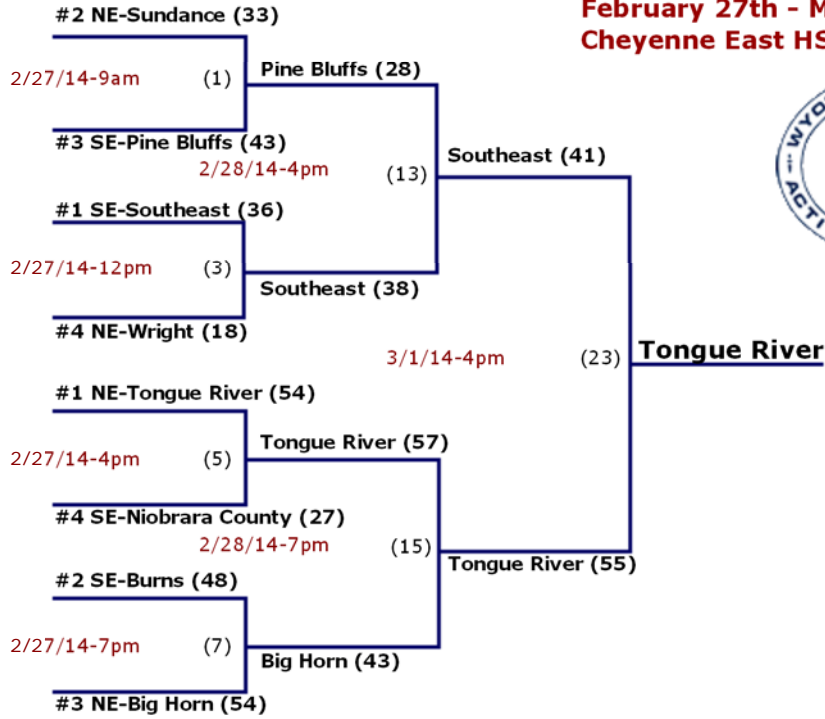 #2 NE-Sundance (33)
February 27th - M
Cheyenne East HS
2/27/14-9am
(1)
Pine Bluffs (28)
#3 SE-Pine Bluffs (43)
2/28/14-4pm
(13)
Southeast (41)
WYO
ACTI
#1 SE-Southeast (36)
2/27/14-12pm
(3)
Southeast (38)
#4 NE-Wright (18)
3/1/14-4pm
(23)
Tongue River
#1 NE-Tongue River (54)
2/27/14-4pm
(5)
Tongue River (57)
#4 SE-Niobrara County (27)
2/28/14-7pm
(15)
Tongue River (55)
#2 SE-Burns (48)
2/27/14-7pm
(7)
Big Horn (43)
#3 NE-Big Horn (54)